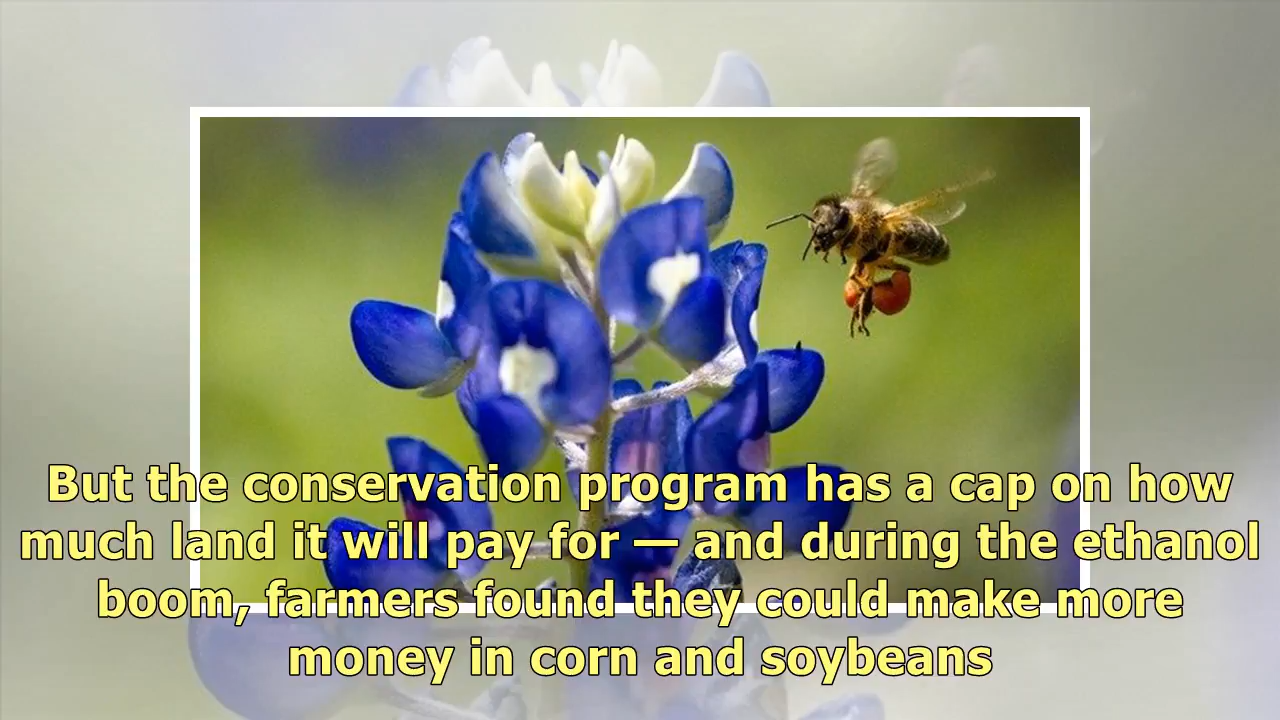 But the conservation program has a cap on how
much land it will pay for — and during the ethanol
boom, farmers found they could make more
money in corn and soybeans